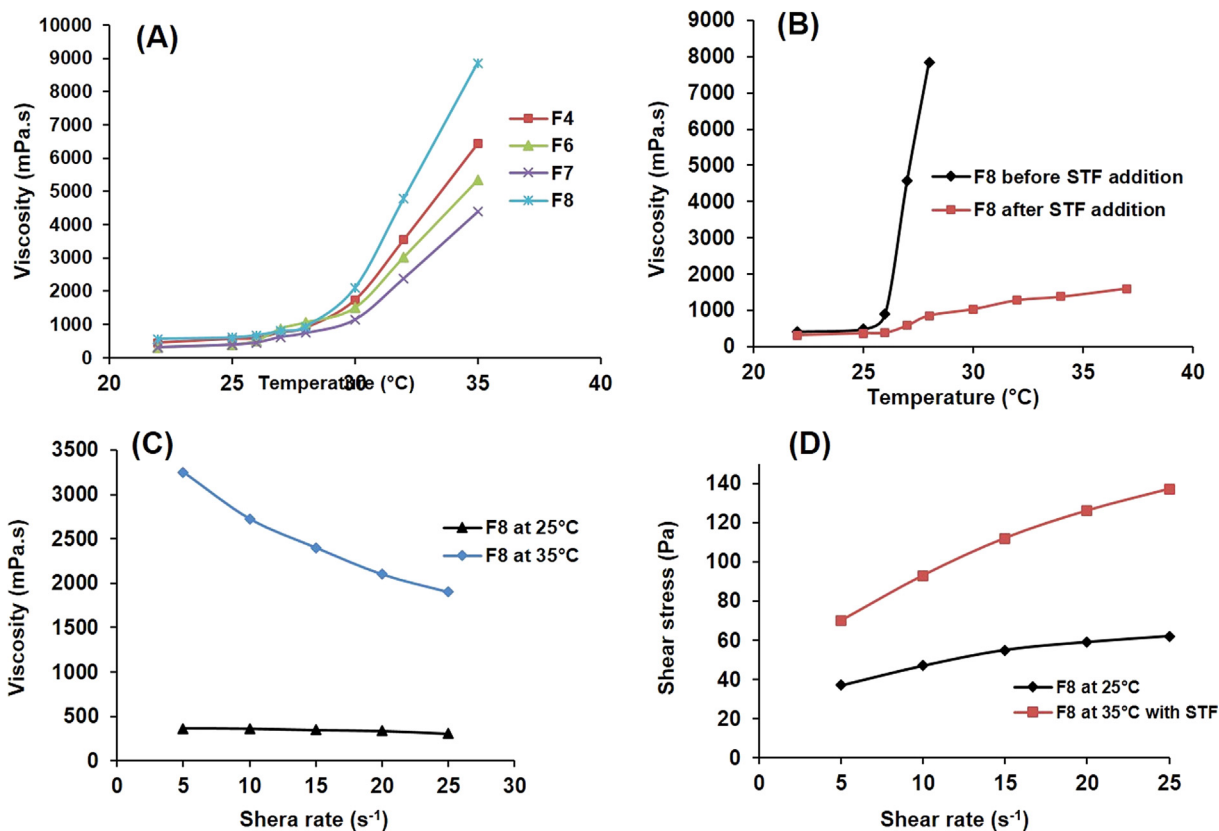 (A)
Viscosity (mPa.s)
10000
9000
8000
7000
6000
5000
4000
3000
2000
1000
0
20 25 30 35 40
Temperature (°C)
F4
F6
F7
F8
(B)
Viscosity (mPa.s)
9000
8000
7000
6000
5000
4000
3000
2000
1000
0
20 25 30 35 40
Temperature (°C)
F8 before STF addition
F8 after STF addition
(C)
Viscosity (mPa.s)
3500
3000
2500
2000
1500
1000
500
0
0 5 10 15 20 25 30
Shera rate (s-1)
F8 at 25°C
F8 at 35°C
(D)
Shear stress (Pa)
140
120
100
80
60
40
20
0
0 5 10 15 20 25
Shear rate (s-1)
F8 at 25°C
F8 at 35°C with STF